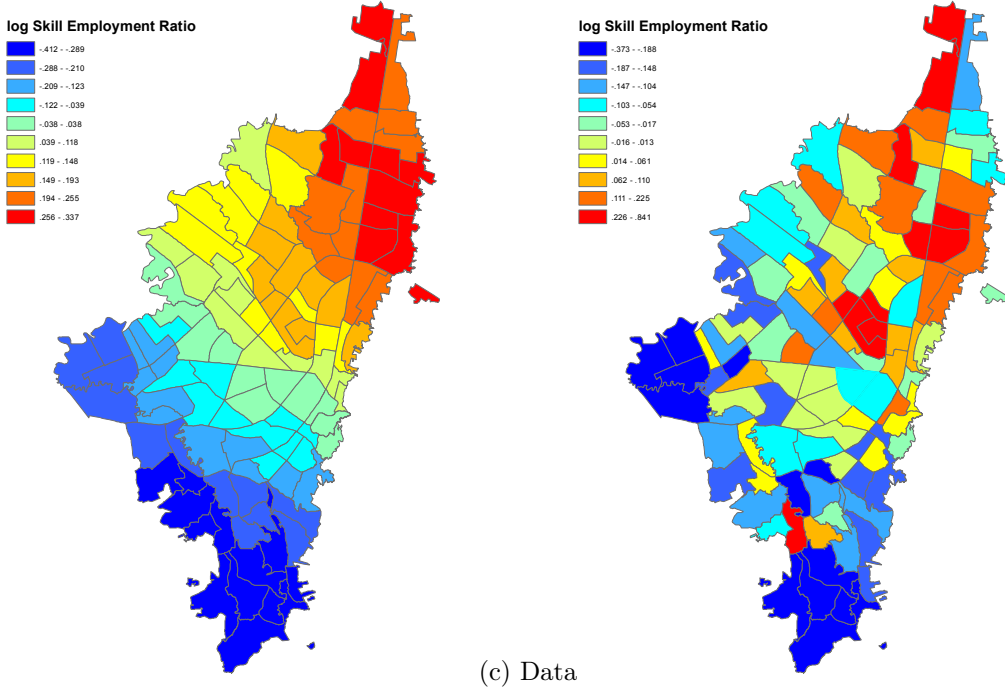 log Skill Employment Ratio
-.412 - -.289
-.288 - -.210
-.209 - -.123
-.122 - -.039
-.038 - .038
.039 - .118
.119 - .148
.149 - .193
.194 - .255
.256 - .337
log Skill Employment Ratio
-.373 - -.188
-.187 - -.148
-.147 - -.104
-.103 - -.054
-.053 - -.017
-.016 - .013
.014 - .061
.062 - .110
.111 - .225
.226 - .841
(c) Data